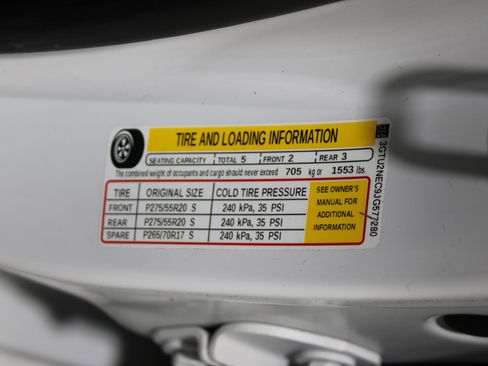 TIRE AND LOADING INFORMATION
SEATING CAPACITY TOTAL 5 FRONT 2 REAR 3
The combined weight of occupants and cargo should never exceed 705 kg or 1553 lbs.
TIRE ORIGINAL SIZE COLD TIRE PRESSURE
FRONT P275/55R20 S 240 kPa, 35 PSI
REAR P275/55R20 S 240 kPa, 35 PSI
SPARE P265/70R17 S 240 kPa, 35 PSI
SEE OWNER'S
MANUAL FOR
ADDITIONAL
INFORMATION
3GTU2NEC9JG577280